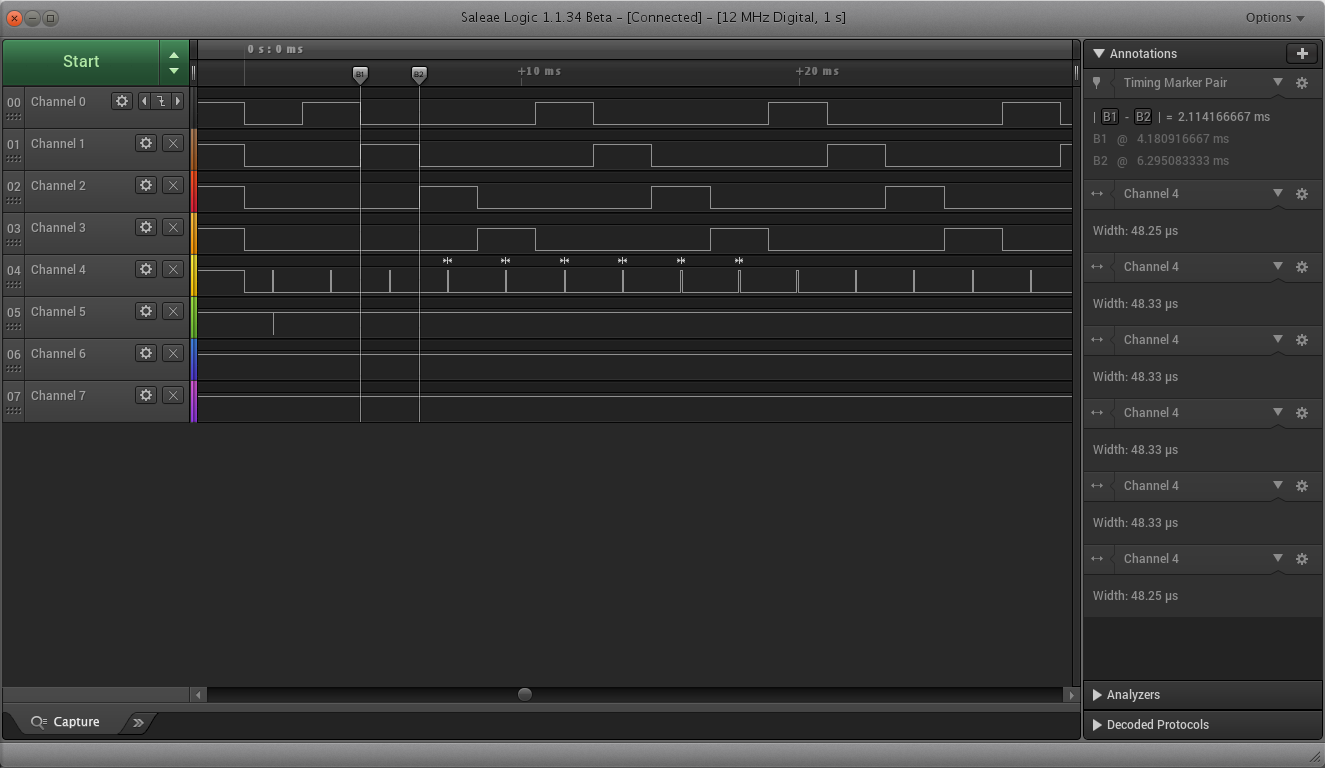 Saleae Logic 1.1.34 Beta - [Connected] - [12 MHz Digital, 1 s]
Options
Start
0 s : 0 ms
+10 ms
+20 ms
B1
B2
00 Channel 0
01 Channel 1
02 Channel 2
03 Channel 3
04 Channel 4
05 Channel 5
06 Channel 6
07 Channel 7
Annotations
Timing Marker Pair
| B1 - B2 | = 2.114166667 ms
B1 @ 4.180916667 ms
B2 @ 6.295083333 ms
Channel 4
Width: 48.25 µs
Channel 4
Width: 48.33 µs
Channel 4
Width: 48.33 µs
Channel 4
Width: 48.33 µs
Channel 4
Width: 48.33 µs
Channel 4
Width: 48.25 µs
Analyzers
Decoded Protocols
Capture